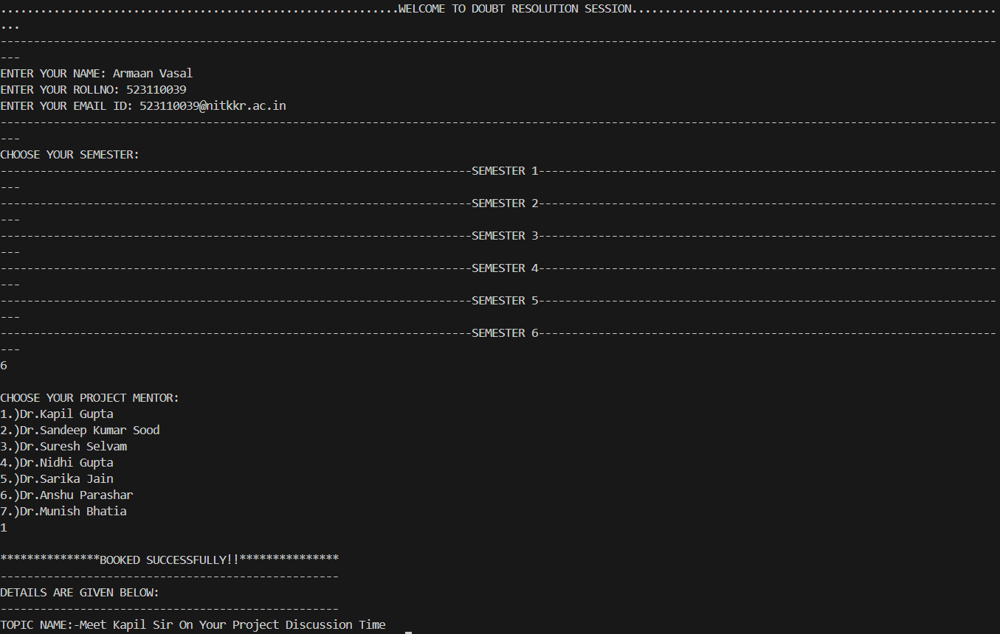 ............................................................WELCOME TO DOUBT RESOLUTION SESSION.......................................................
...
------------------------------------------------------------------------------------------------------------------------------------------------------
---
ENTER YOUR NAME: Armaan Vasal
ENTER YOUR ROLLNO: 523110039
ENTER YOUR EMAIL ID: 523110039@nitkkr.ac.in
------------------------------------------------------------------------------------------------------------------------------------------------------
---
CHOOSE YOUR SEMESTER:
-----------------------------------------------------------------------SEMESTER 1---------------------------------------------------------------------
---
-----------------------------------------------------------------------SEMESTER 2---------------------------------------------------------------------
---
-----------------------------------------------------------------------SEMESTER 3---------------------------------------------------------------------
---
-----------------------------------------------------------------------SEMESTER 4---------------------------------------------------------------------
---
-----------------------------------------------------------------------SEMESTER 5---------------------------------------------------------------------
---
-----------------------------------------------------------------------SEMESTER 6---------------------------------------------------------------------
---
6
CHOOSE YOUR PROJECT MENTOR:
1.)Dr.Kapil Gupta
2.)Dr.Sandeep Kumar Sood
3.)Dr.Suresh Selvam
4.)Dr.Nidhi Gupta
5.)Dr.Sarika Jain
6.)Dr.Anshu Parashar
7.)Dr.Munish Bhatia
1
***************BOOKED SUCCESSFULLY!!***************
---------------------------------------------------
DETAILS ARE GIVEN BELOW:
---------------------------------------------------
TOPIC NAME:-Meet Kapil Sir On Your Project Discussion Time